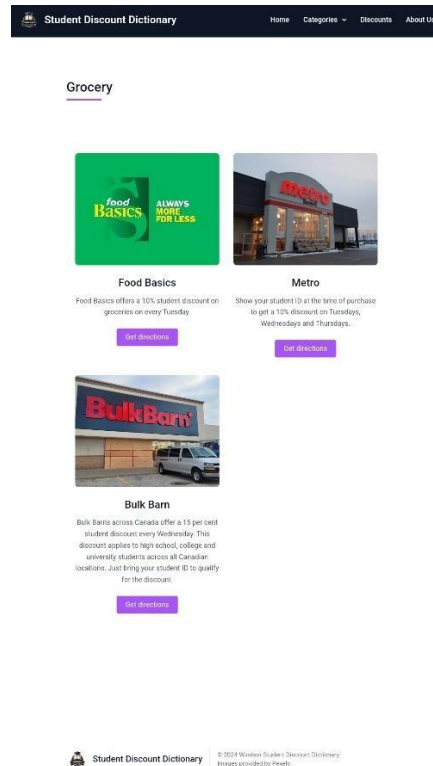 Student Discount Dictionary
Home Categories Discounts About Us
Grocery
food
Basics
ALWAYS
MORE
FOR LESS
metro
Food Basics
Food Basics offers a 10% student discount on
groceries on every Tuesday.
Get directions
Metro
Show your student ID at the time of purchase
to get a 10% discount on Tuesdays,
Wednesdays and Thursdays.
Get directions
BulkBarn
Bulk Barn
Bulk Barns across Canada offer a 15 per cent
student discount every Wednesday. This
discount applies to high school, college and
university students across all Canadian
locations. Just bring your student ID to qualify
for the discount.
Get directions
Student Discount Dictionary
© 2024 Windsor Student Discount Dictionary
Images provided by Pexels